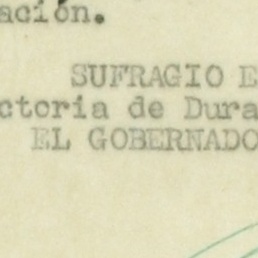 ación.
SUFRAGIO E
ctoria de Dura
EL GOBERNADO